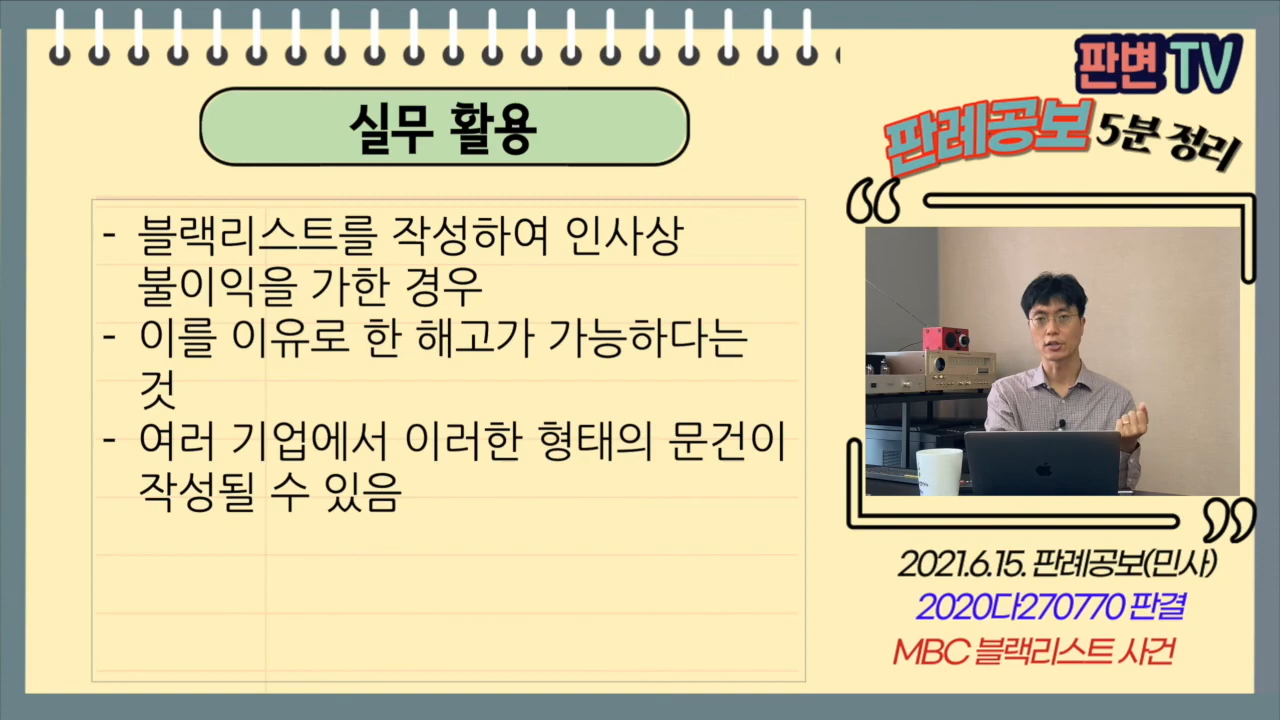 판변 TV
판례공보 5분 정리
실무 활용
- 블랙리스트를 작성하여 인사상
불이익을 가한 경우
- 이를 이유로 한 해고가 가능하다는
것
- 여러 기업에서 이러한 형태의 문건이
작성될 수 있음
2021.6.15. 판례공보(민사)
2020다270770 판결
MBC 블랙리스트 사건